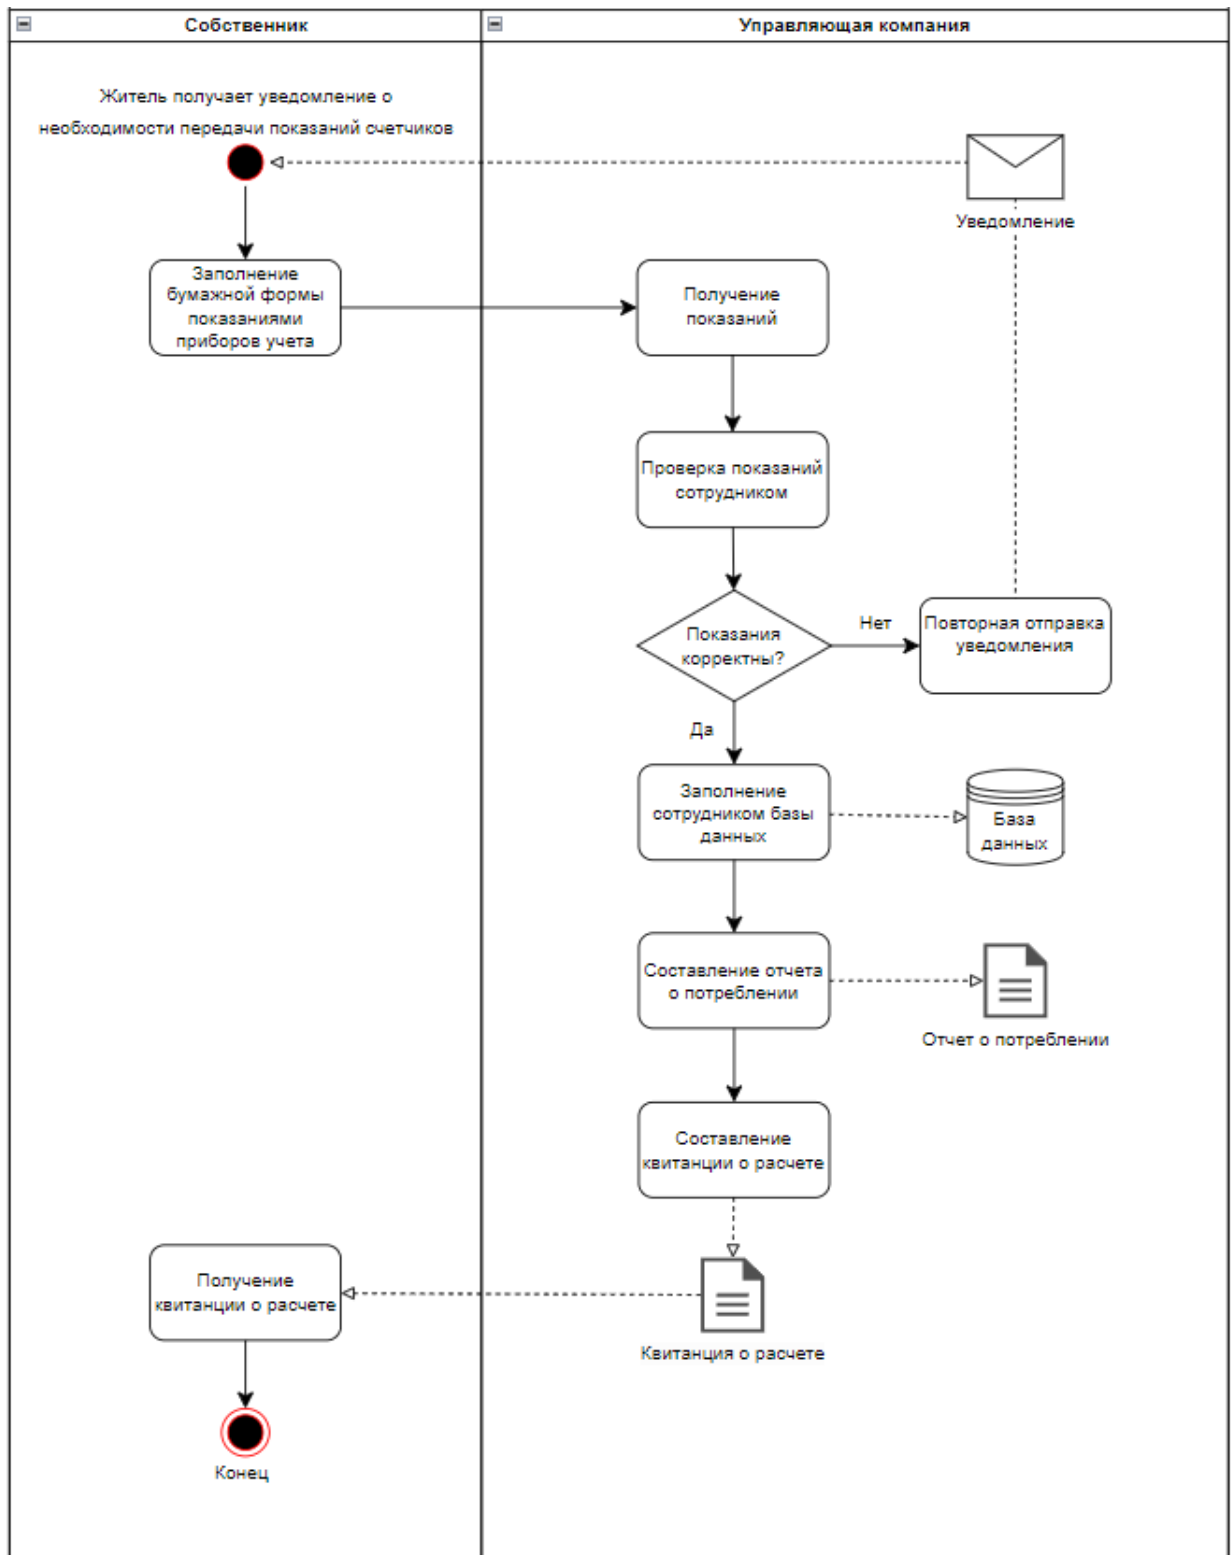 Собственник
Управляющая компания
Житель получает уведомление о
необходимости передачи показаний счетчиков
Уведомление
Заполнение
бумажной формы
показаниями
приборов учета
Получение
показаний
Проверка показаний
сотрудником
Показания
корректны?
Нет
Повторная отправка
уведомления
Да
Заполнение
сотрудником базы
данных
База
данных
Составление отчета
о потреблении
Отчет о потреблении
Составление
квитанции о расчете
Получение
квитанции о расчете
Квитанция о расчете
Конец